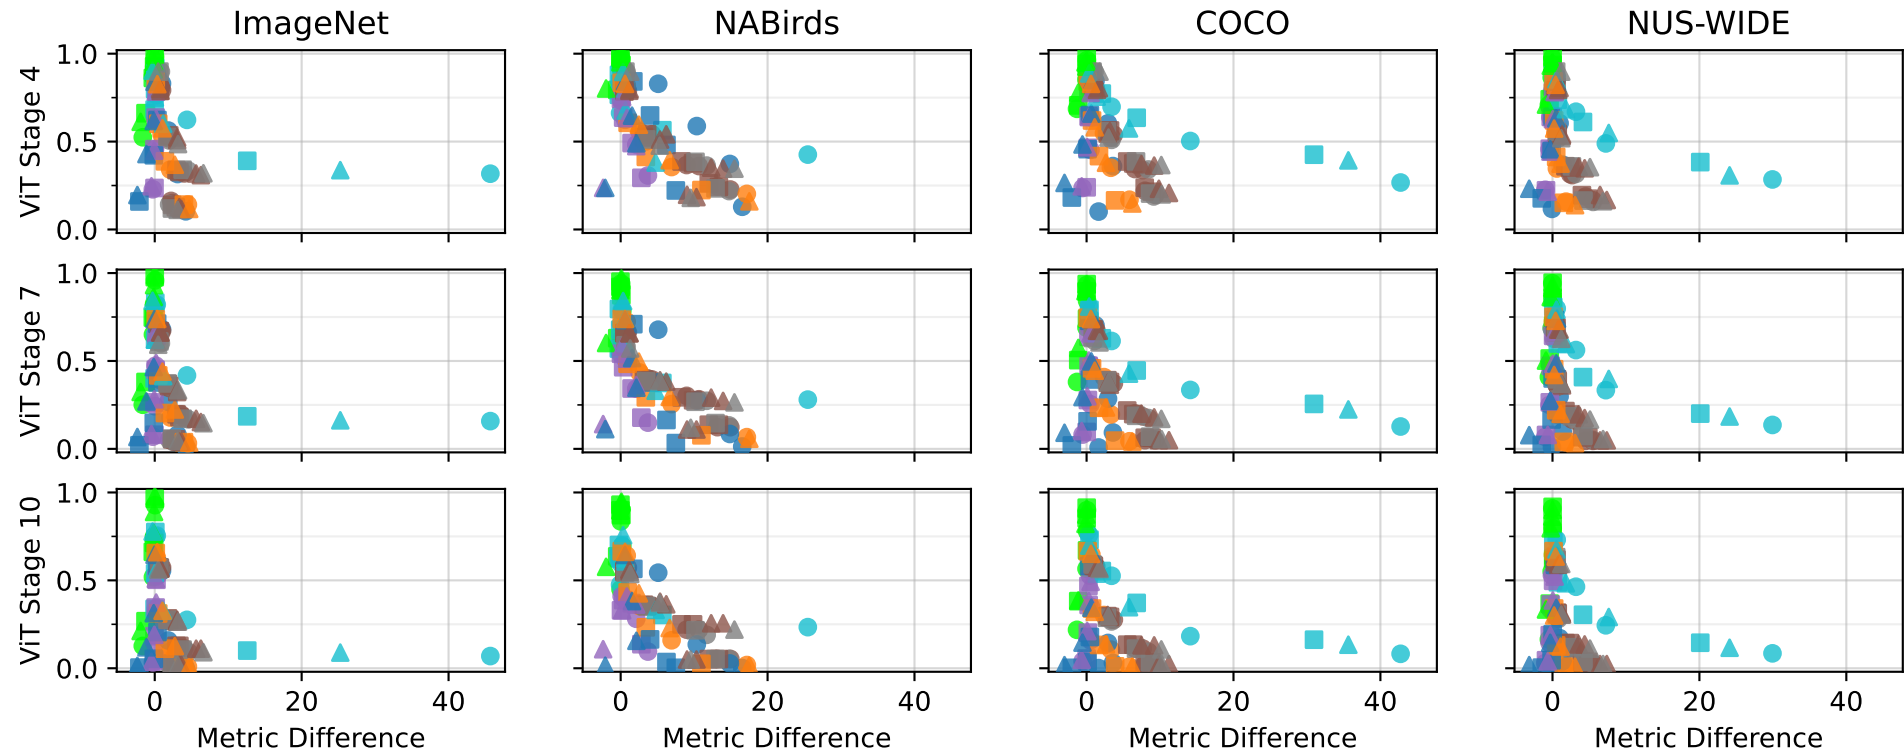 ImageNet NABirds COCO NUS-WIDE
ViT Stage 4
1.0
0.5
0.0
ViT Stage 7
1.0
0.5
0.0
ViT Stage 10
1.0
0.5
0.0
0 20 40 0 20 40 0 20 40 0 20 40
Metric Difference Metric Difference Metric Difference Metric Difference